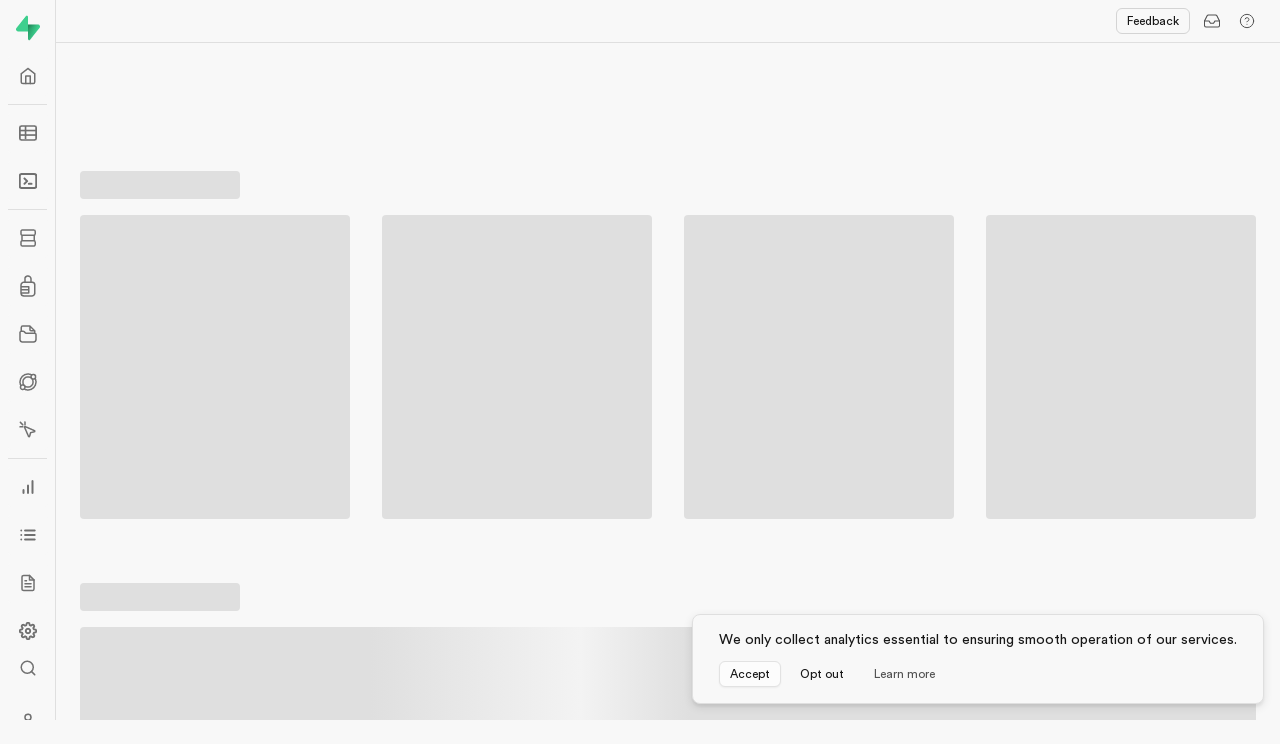 Feedback
We only collect analytics essential to ensuring smooth operation of our services.
Accept Opt out Learn more